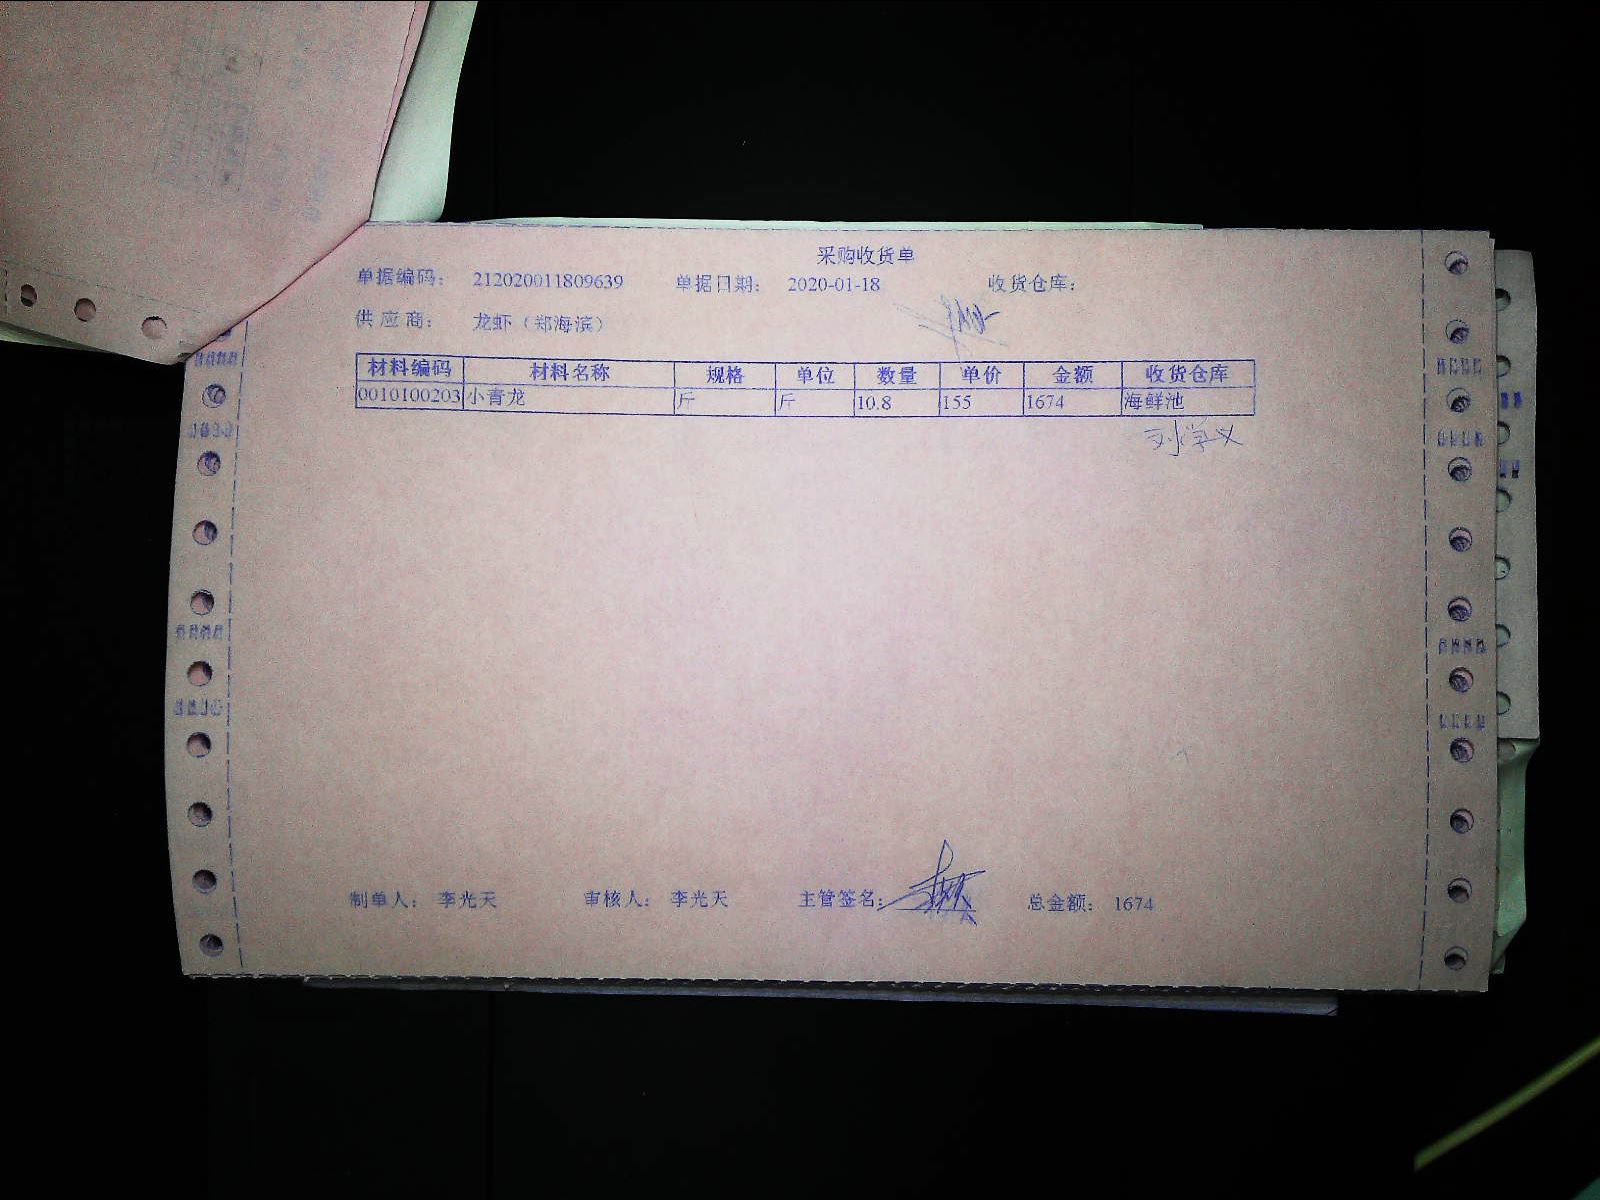 采购收货单
单据编码： 212020011809639 单据日期： 2020-01-18 收货仓库：
供应商： 龙虾（郑海滨）
材料编码 材料名称 规格 单位 数量 单价 金额 收货仓库
0010100203 小青龙 斤 斤 10.8 155 1674 海鲜池
刘学义
制单人： 李光天 审核人： 李光天 主管签名： 总金额： 1674